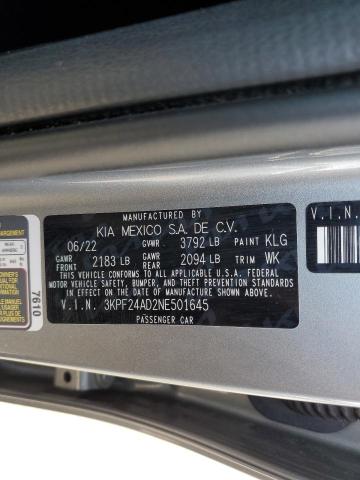 MANUFACTURED BY
KIA MEXICO S.A. DE C.V.
06/22 GVWR 3792 LB PAINT KLG
GAWR FRONT 2183 LB GAWR REAR 2094 LB TRIM WK
THIS VEHICLE CONFORMS TO ALL APPLICABLE U.S.A. FEDERAL
MOTOR VEHICLE SAFETY, BUMPER, AND THEFT PREVENTION STANDARDS
IN EFFECT ON THE DATE OF MANUFACTURE SHOWN ABOVE.
V.I.N. 3KPF24AD2NE501645
PASSENGER CAR
V.I.N.
7610